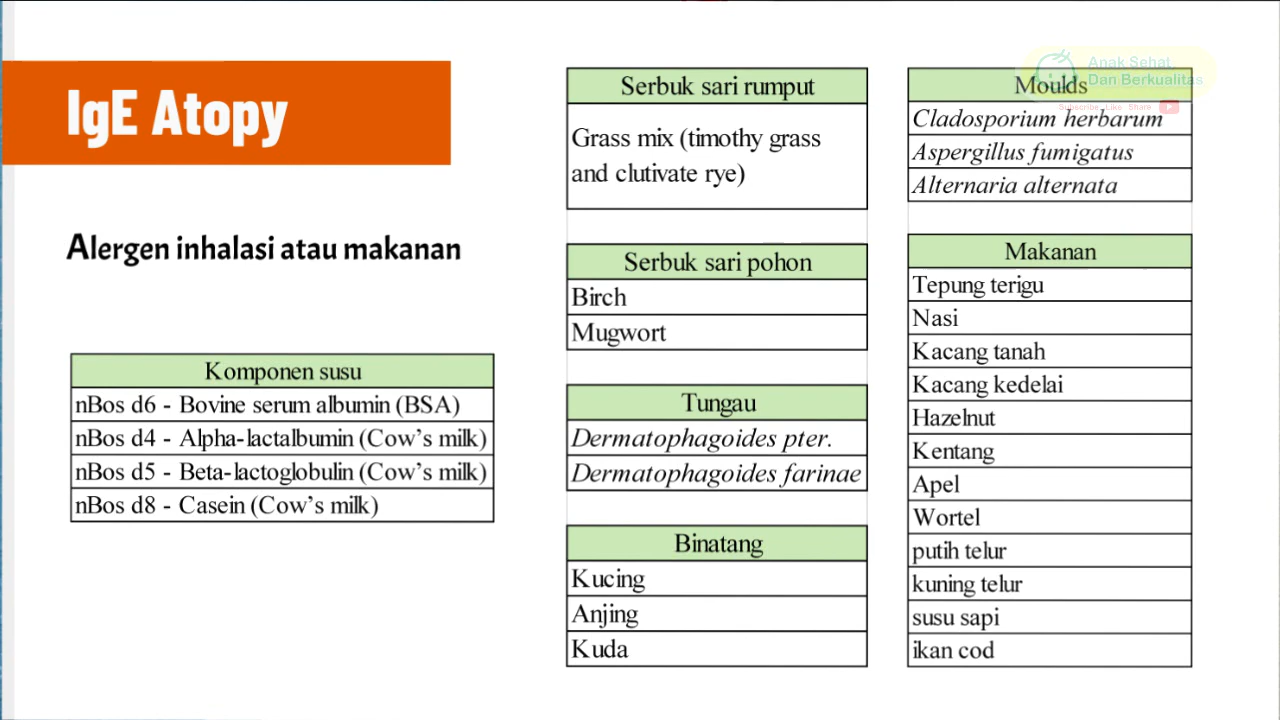 IgE Atopy
Alergen inhalasi atau makanan
Komponen susu
nBos d6 - Bovine serum albumin (BSA)
nBos d4 - Alpha-lactalbumin (Cow's milk)
nBos d5 - Beta-lactoglobulin (Cow's milk)
nBos d8 - Casein (Cow's milk)
Serbuk sari rumput
Grass mix (timothy grass
and clutivate rye)
Serbuk sari pohon
Birch
Mugwort
Tungau
Dermatophagoides pter.
Dermatophagoides farinae
Binatang
Kucing
Anjing
Kuda
Anak Sehat
Dan Berkualitas
Subscribe Like Share
Moulds
Cladosporium herbarum
Aspergillus fumigatus
Alternaria alternata
Makanan
Tepung terigu
Nasi
Kacang tanah
Kacang kedelai
Hazelnut
Kentang
Apel
Wortel
putih telur
kuning telur
susu sapi
ikan cod